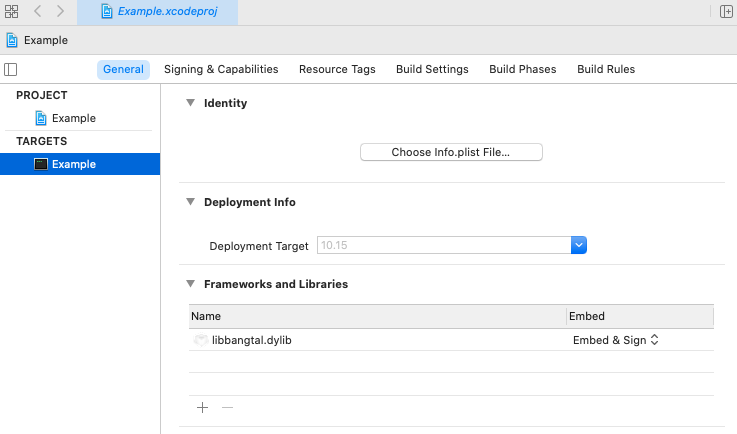 Example.xcodeproj
Example
General Signing & Capabilities Resource Tags Build Settings Build Phases Build Rules
PROJECT
Example
TARGETS
Example
Identity
Choose Info.plist File...
Deployment Info
Deployment Target 10.15
Frameworks and Libraries
Name Embed
libbangtal.dylib Embed & Sign